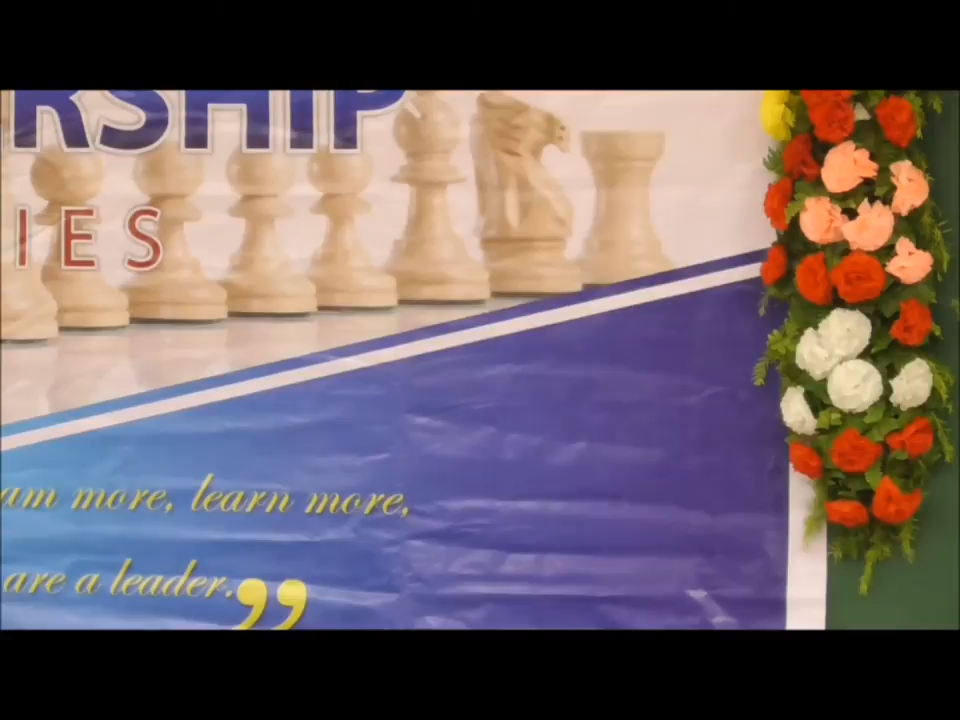 RSHIP
IES
am more, learn more,
are a leader.”